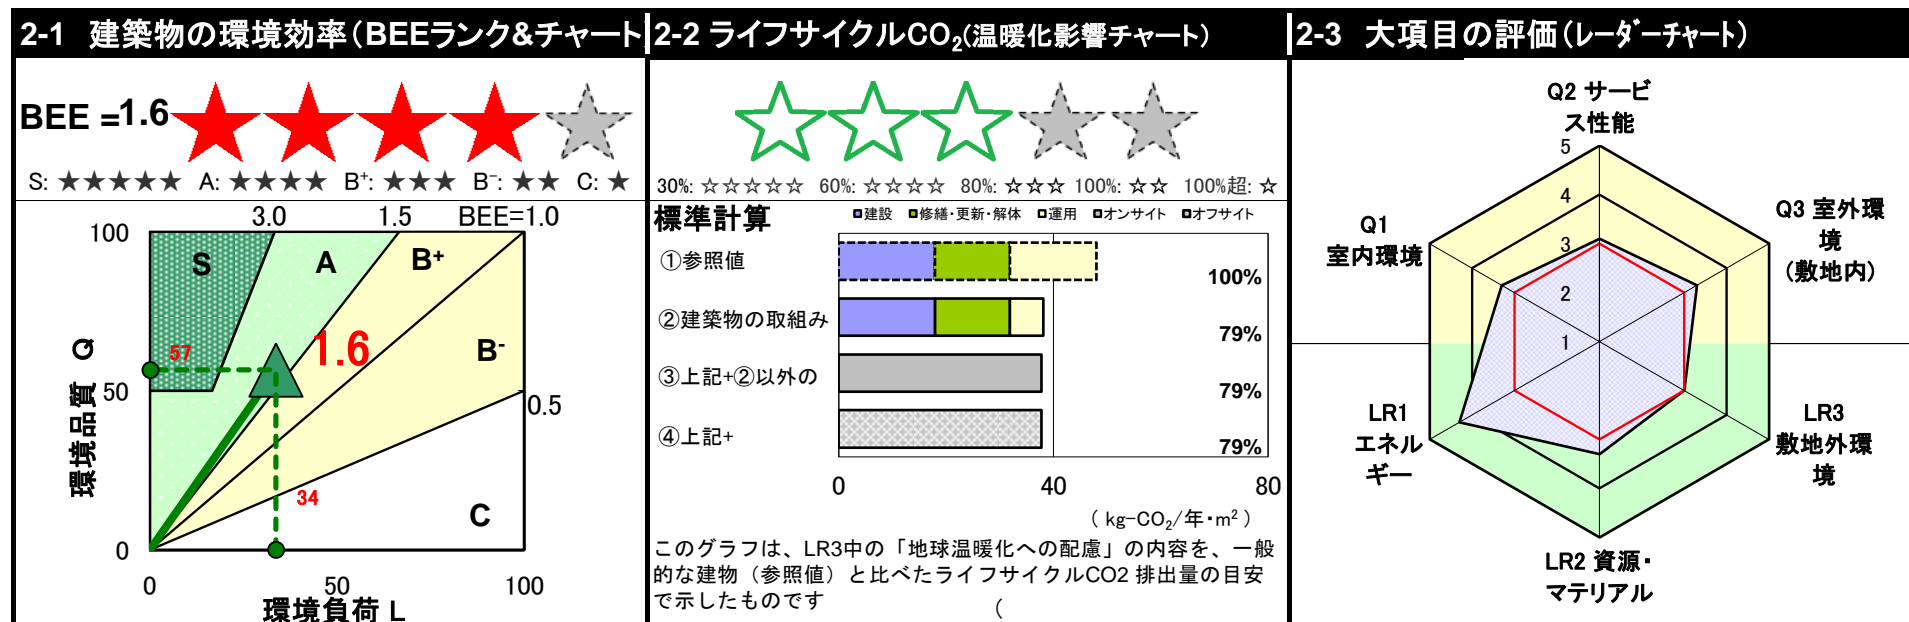 2-1 建築物の環境効率(BEEランク&チャート
BEE =1.6
S: ★★★★★ A: ★★★★ B⁺: ★★★ B⁻: ★★ C: ★
3.0 1.5 BEE=1.0
100
S A B⁺
57
1.6
B⁻
50
0.5
34
C
0
0 50 100
環境品質 Q
環境負荷 L
2-2 ライフサイクルCO₂(温暖化影響チャート)
30%: ☆☆☆☆☆ 60%: ☆☆☆☆ 80%: ☆☆☆ 100%: ☆☆ 100%超: ☆
標準計算
建設 修繕・更新・解体 運用 オンサイト オフサイト
①参照値 100%
②建築物の取組み 79%
③上記+②以外の 79%
④上記+ 79%
0 40 80
( kg-CO₂/年・m² )
このグラフは、LR3中の「地球温暖化への配慮」の内容を、一般
的な建物(参照値)と比べたライフサイクルCO2 排出量の目安
で示したものです (
2-3 大項目の評価(レーダーチャート)
Q2 サービ
ス性能
5
4
3
2
1
Q1
室内環境
Q3 室外環
境
(敷地内)
LR1
エネル
ギー
LR3
敷地外環
境
LR2 資源・
マテリアル